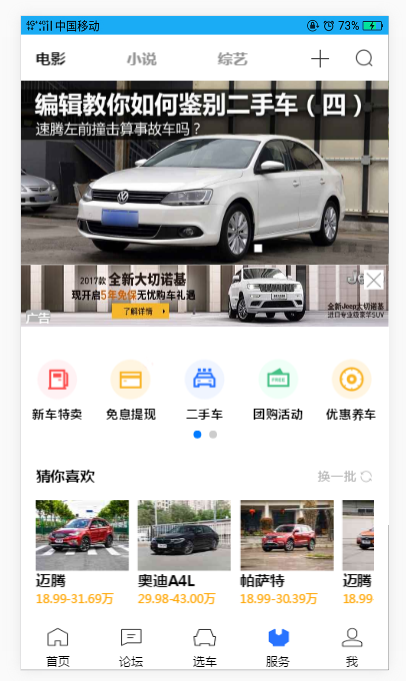 中国移动 73%
电影 小说 综艺
编辑教你如何鉴别二手车（四）
速腾左前撞击算事故车吗？
2017款 全新大切诺基
现开启5年免保无忧购车礼遇
了解详情
全新Jeep大切诺基
进口专业级豪华SUV
广告
新车特卖 免息提现 二手车 团购活动 优惠养车
猜你喜欢 换一批
迈腾 奥迪A4L 帕萨特 迈腾
18.99-31.69万 29.98-43.00万 18.99-30.39万 18.99
首页 论坛 选车 服务 我